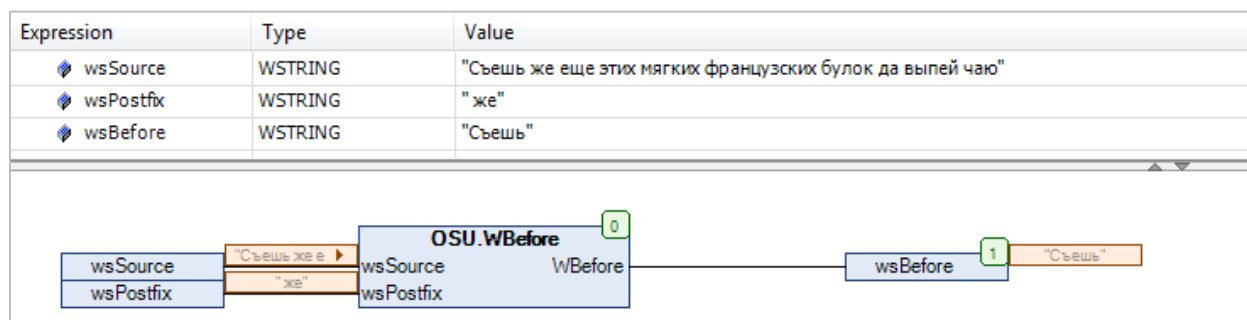 Expression Type Value
wsSource WSTRING "Съешь же еще этих мягких французских булок да выпей чаю"
wsPostfix WSTRING " же"
wsBefore WSTRING "Съешь"
0
OSU.WBefore
wsSource "Съешь же е wsSource WBefore wsBefore 1 "Съешь"
wsPostfix " же" wsPostfix